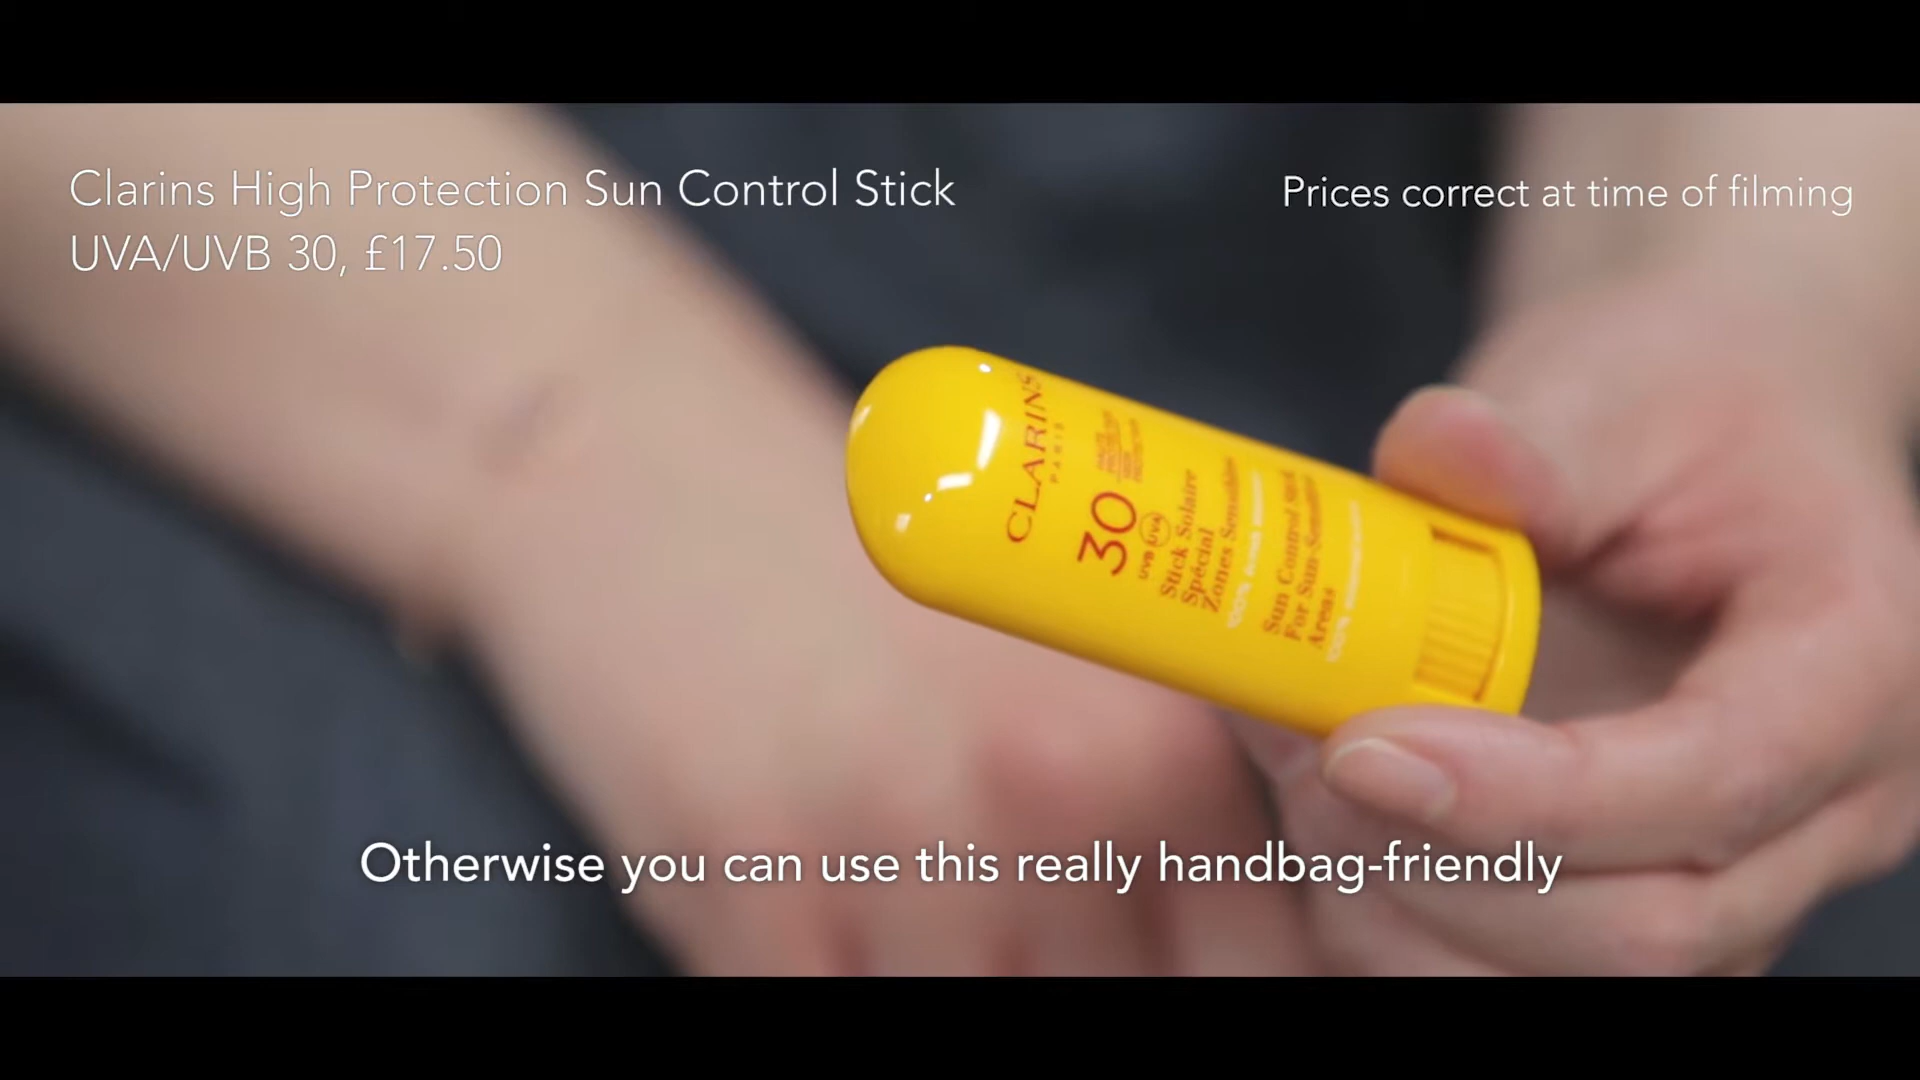 Clarins High Protection Sun Control Stick
UVA/UVB 30, £17.50
Prices correct at time of filming
CLARINS
PARIS
30
UVB UVA
Stick Solaire
Spécial
Zones Sensibles
Sun Control Stick
For Sun-Sensitive
Areas
Otherwise you can use this really handbag-friendly